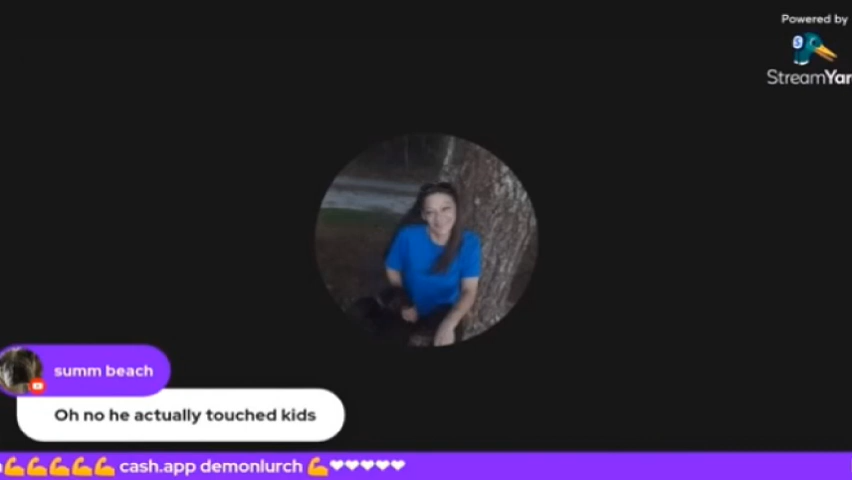 Powered by
StreamYar
summ beach
Oh no he actually touched kids
💪💪💪💪💪 cash.app demonlurch 💪❤❤❤❤❤